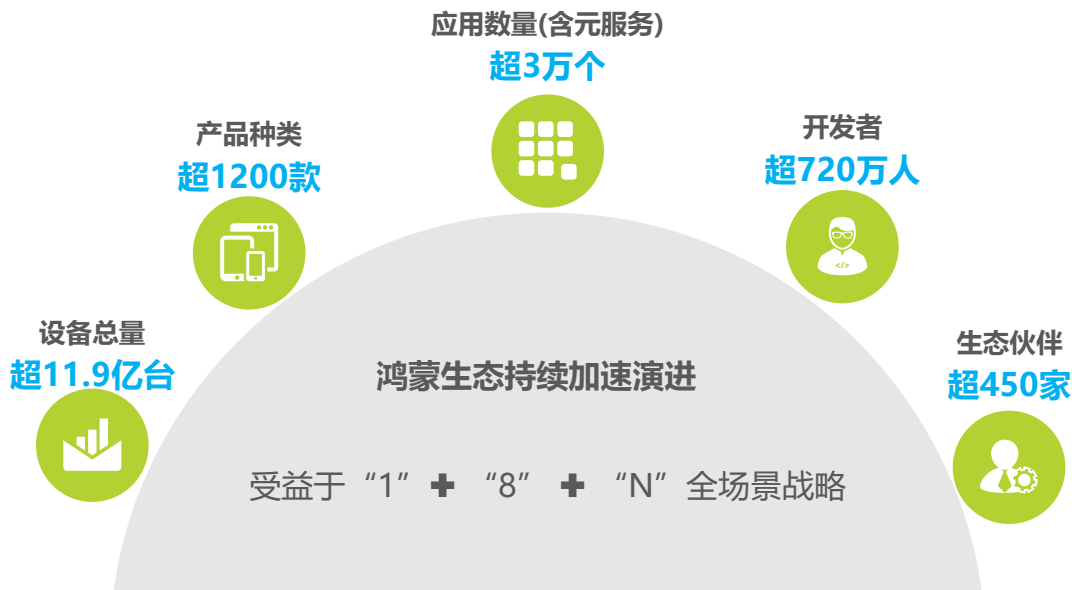 应用数量(含元服务)
超3万个
产品种类
超1200款
开发者
超720万人
设备总量
超11.9亿台
生态伙伴
超450家
鸿蒙生态持续加速演进
受益于“1”+“8”+“N”全场景战略